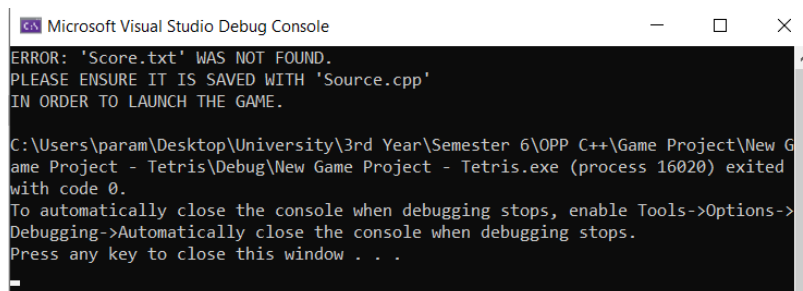 Microsoft Visual Studio Debug Console
ERROR: 'Score.txt' WAS NOT FOUND.
PLEASE ENSURE IT IS SAVED WITH 'Source.cpp'
IN ORDER TO LAUNCH THE GAME.
C:\Users\param\Desktop\University\3rd Year\Semester 6\OPP C++\Game Project\New G
ame Project - Tetris\Debug\New Game Project - Tetris.exe (process 16020) exited
with code 0.
To automatically close the console when debugging stops, enable Tools->Options->
Debugging->Automatically close the console when debugging stops.
Press any key to close this window . . .